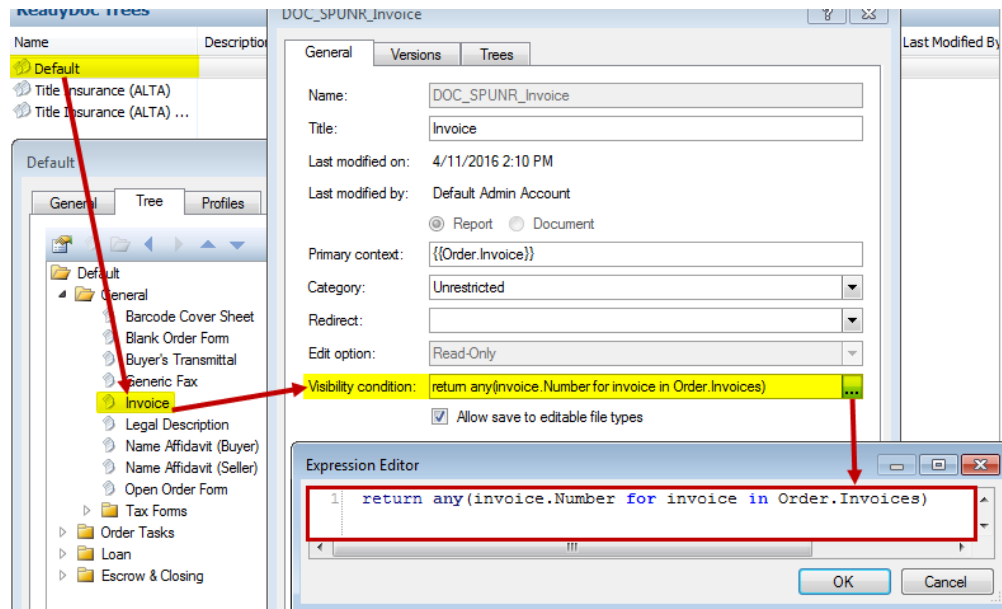 ReadyDoc Trees
Name Description
Default
Title Insurance (ALTA)
Title Insurance (ALTA) ...
Default
General Tree Profiles
Default
General
Barcode Cover Sheet
Blank Order Form
Buyer's Transmittal
Generic Fax
Invoice
Legal Description
Name Affidavit (Buyer)
Name Affidavit (Seller)
Open Order Form
Tax Forms
Order Tasks
Loan
Escrow & Closing
DOC_SPUNR_Invoice
General Versions Trees
Name: DOC_SPUNR_Invoice
Title: Invoice
Last modified on: 4/11/2016 2:10 PM
Last modified by: Default Admin Account
Report Document
Primary context: {{Order.Invoice}}
Category: Unrestricted
Redirect:
Edit option: Read-Only
Visibility condition: return any(invoice.Number for invoice in Order.Invoices) ...
Allow save to editable file types
Last Modified By
Expression Editor
1 return any(invoice.Number for invoice in Order.Invoices)
OK Cancel